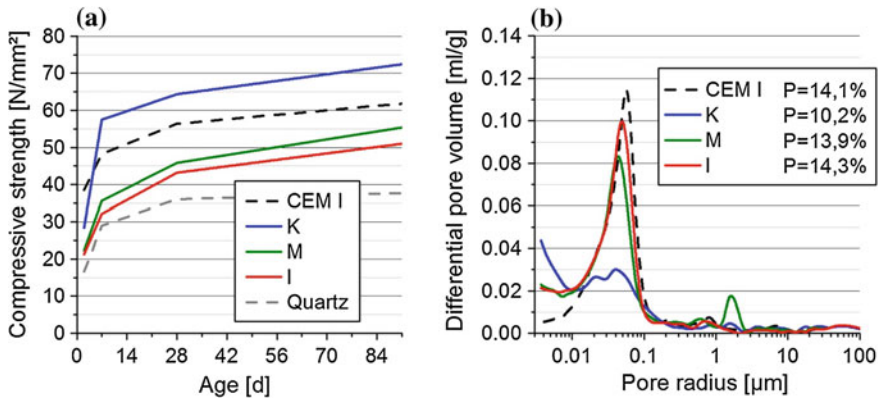 (a)
Compressive strength [N/mm²]
80
70
60
50
40
30
20
10
0
0 14 28 42 56 70 84
Age [d]
CEM I
K
M
I
Quartz
(b)
Differential pore volume [ml/g]
0.14
0.12
0.10
0.08
0.06
0.04
0.02
0.00
0.01 0.1 1 10 100
Pore radius [µm]
CEM I P=14,1%
K P=10,2%
M P=13,9%
I P=14,3%